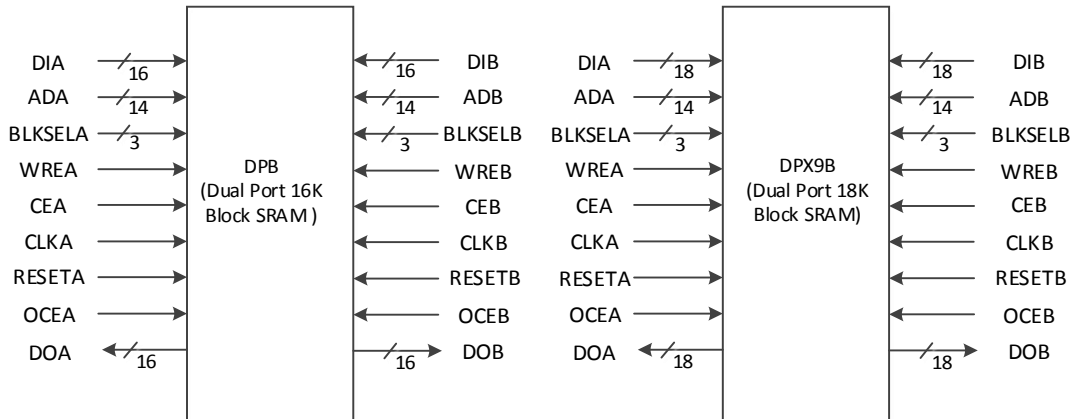 DIA 16 16 DIB DIA 18 18 DIB
ADA 14 14 ADB ADA 14 14 ADB
BLKSELA 3 3 BLKSELB BLKSELA 3 3 BLKSELB
DPB DPX9B
WREA (Dual Port 16K WREB WREA (Dual Port 18K WREB
CEA Block SRAM ) CEB CEA Block SRAM) CEB
CLKA CLKB CLKA CLKB
RESETA RESETB RESETA RESETB
OCEA OCEB OCEA OCEB
DOA 16 16 DOB DOA 18 18 DOB